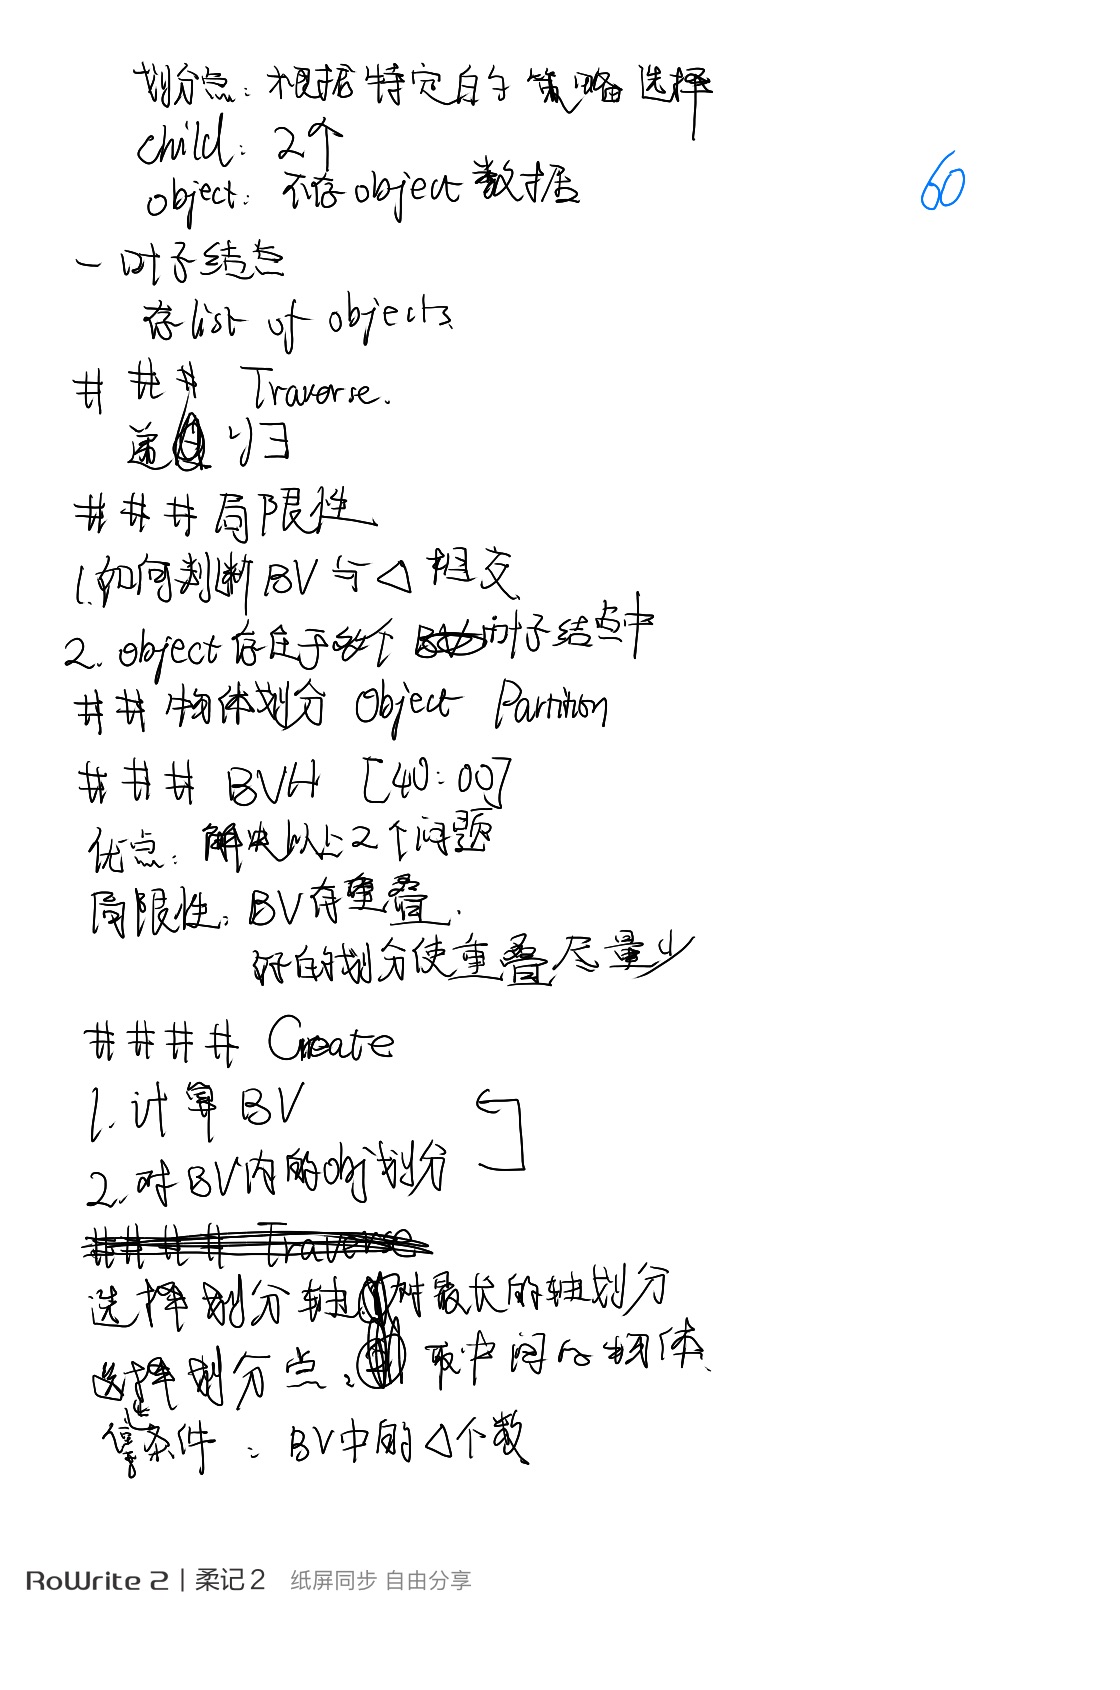 划分点：根据特定的策略选择
child：2个
object：不存object数据
60
- 叶子结点
存list of objects
### Traverse.
递归
### 局限性
1.如何判断BV与△相交
2. object存在于多个叶子结点中
## 物体划分 Object Partition
### BVH [40:00]
优点：解决以上2个问题
局限性：BV有重叠.
好的划分使重叠尽量少
#### Create
1.计算BV
2.对BV内的obj划分
#### Traverse
选择划分轴：对最长的轴划分
选择划分点：取中间的物体.
停止条件：BV中的△个数
RoWrite 2 | 柔记2 纸屏同步 自由分享